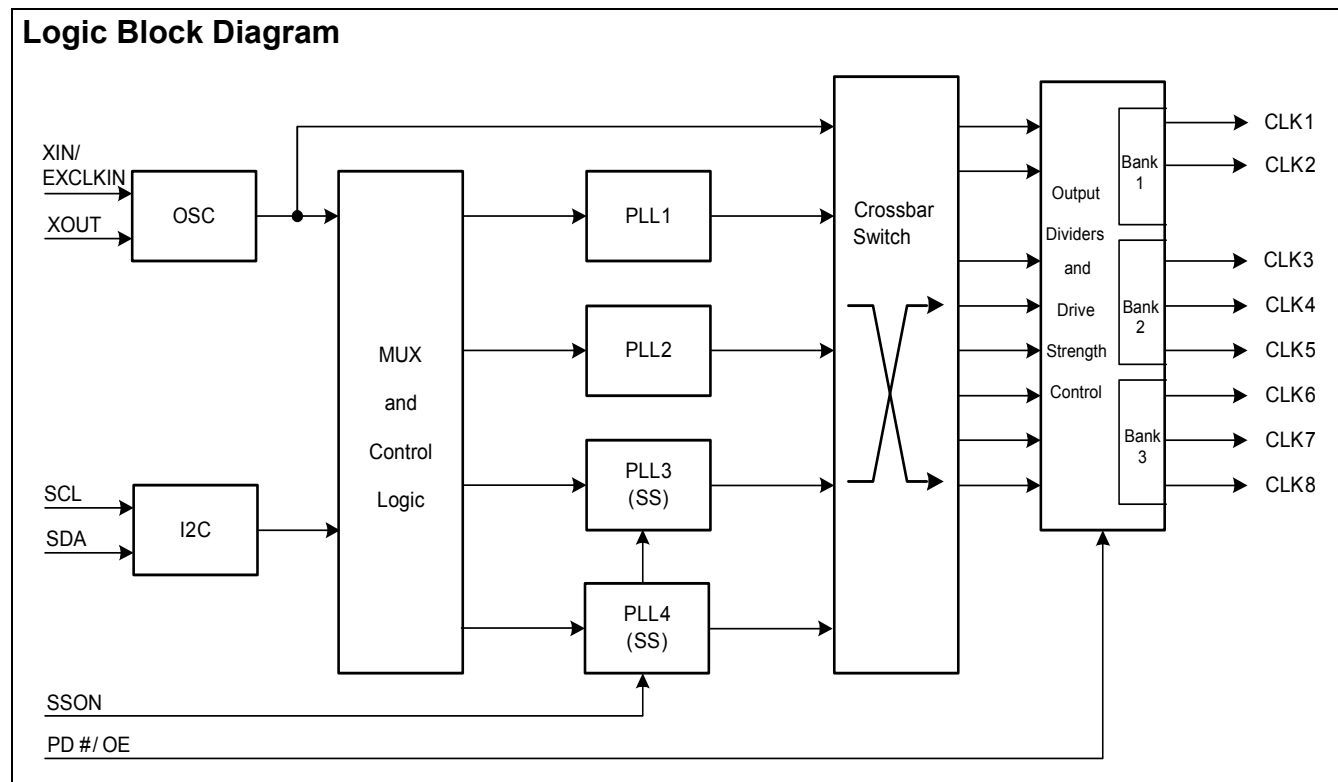 Logic Block Diagram
XIN/
EXCLKIN
XOUT
OSC
SCL
SDA
I2C
MUX
and
Control
Logic
PLL1
PLL2
PLL3
(SS)
PLL4
(SS)
Crossbar
Switch
Output
Dividers
and
Drive
Strength
Control
Bank
1
Bank
2
Bank
3
CLK1
CLK2
CLK3
CLK4
CLK5
CLK6
CLK7
CLK8
SSON
PD #/ OE